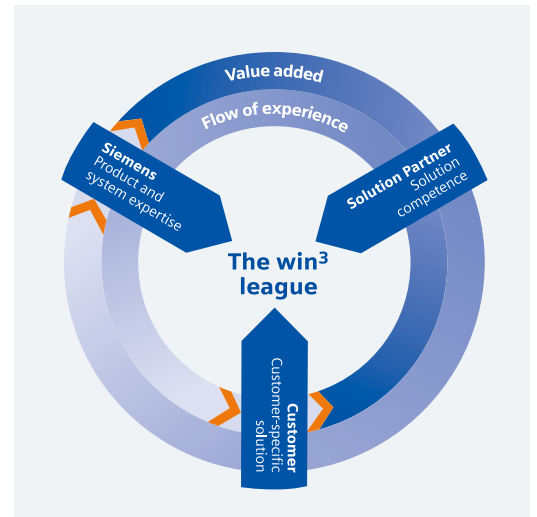 Value added
Flow of experience
Siemens
Product and
system expertise
Solution Partner
Solution
competence
The win³
league
Customer
Customer-specific
solution